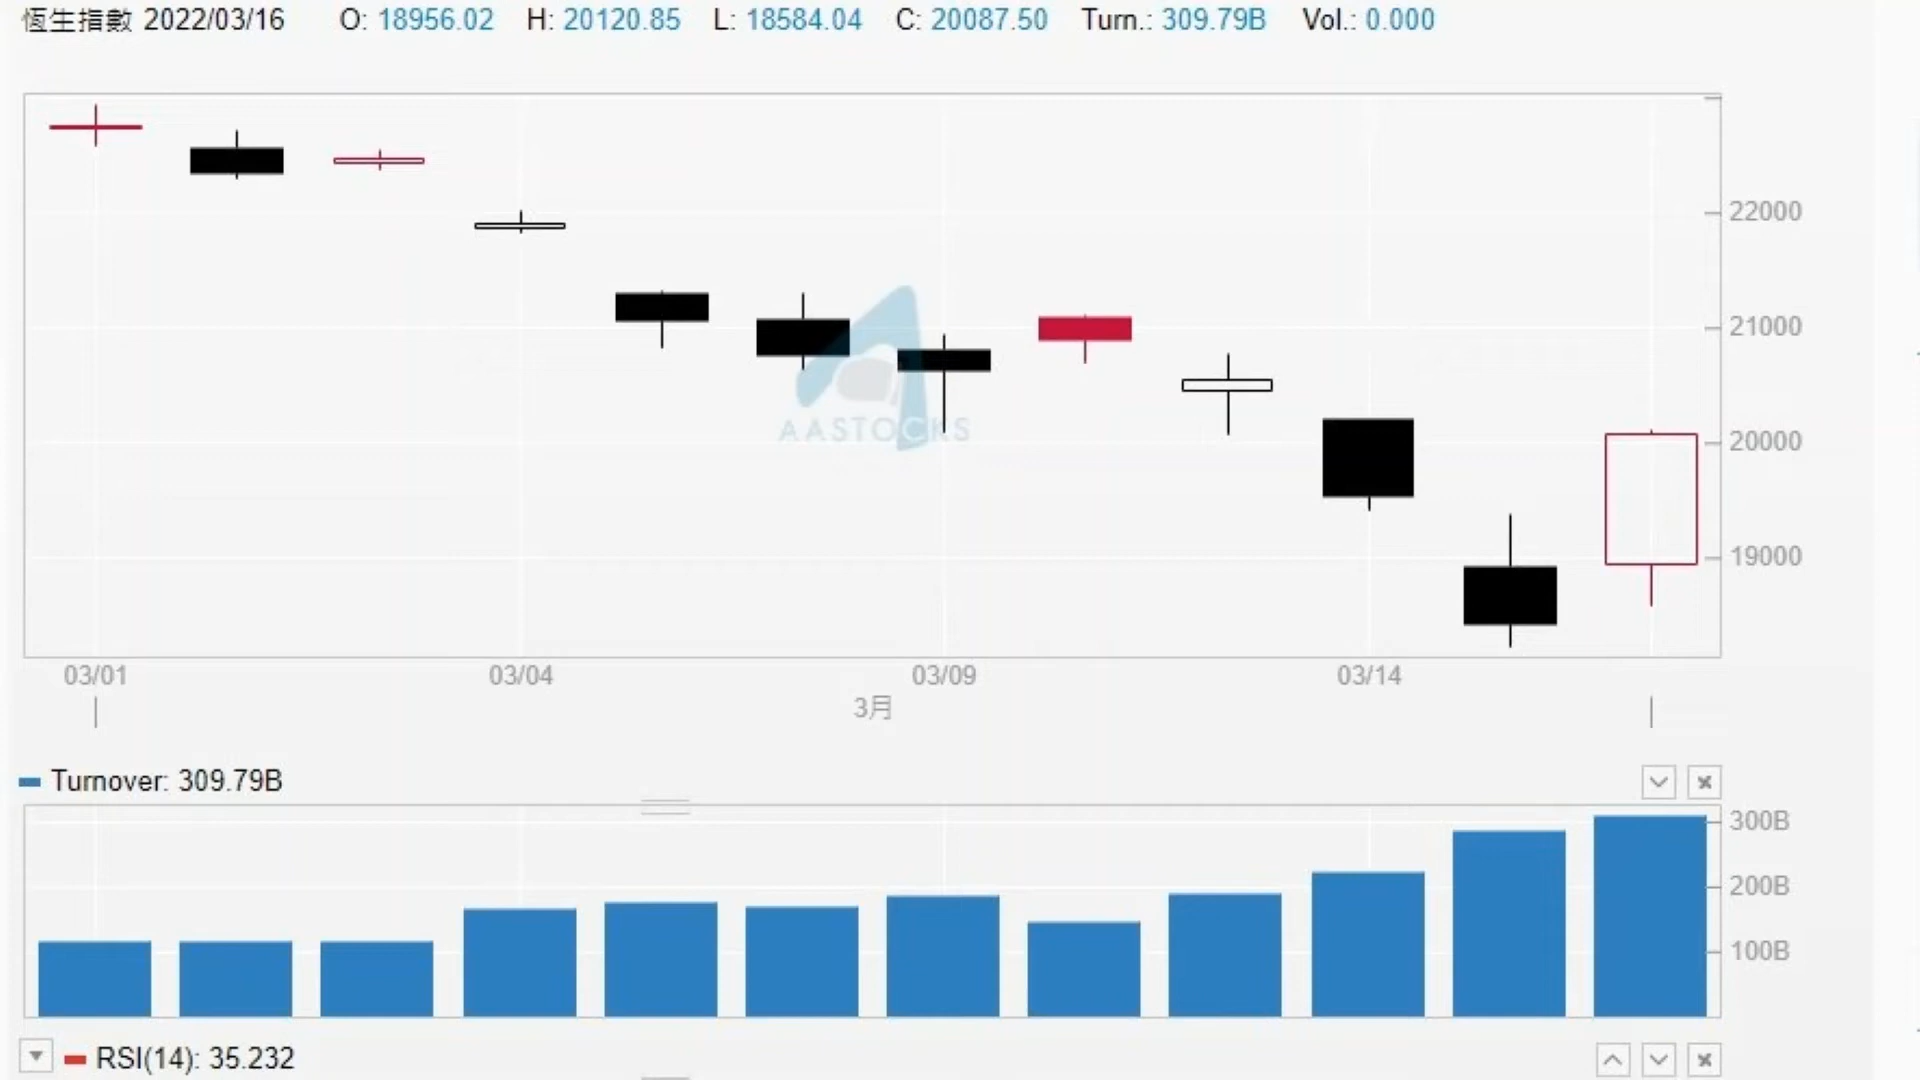 恆生指數 2022/03/16 O: 18956.02 H: 20120.85 L: 18584.04 C: 20087.50 Turn.: 309.79B Vol.: 0.000
22000
21000
AASTOCKS
20000
19000
03/01 03/04 03/09 03/14
3月
Turnover: 309.79B
300B
200B
100B
RSI(14): 35.232